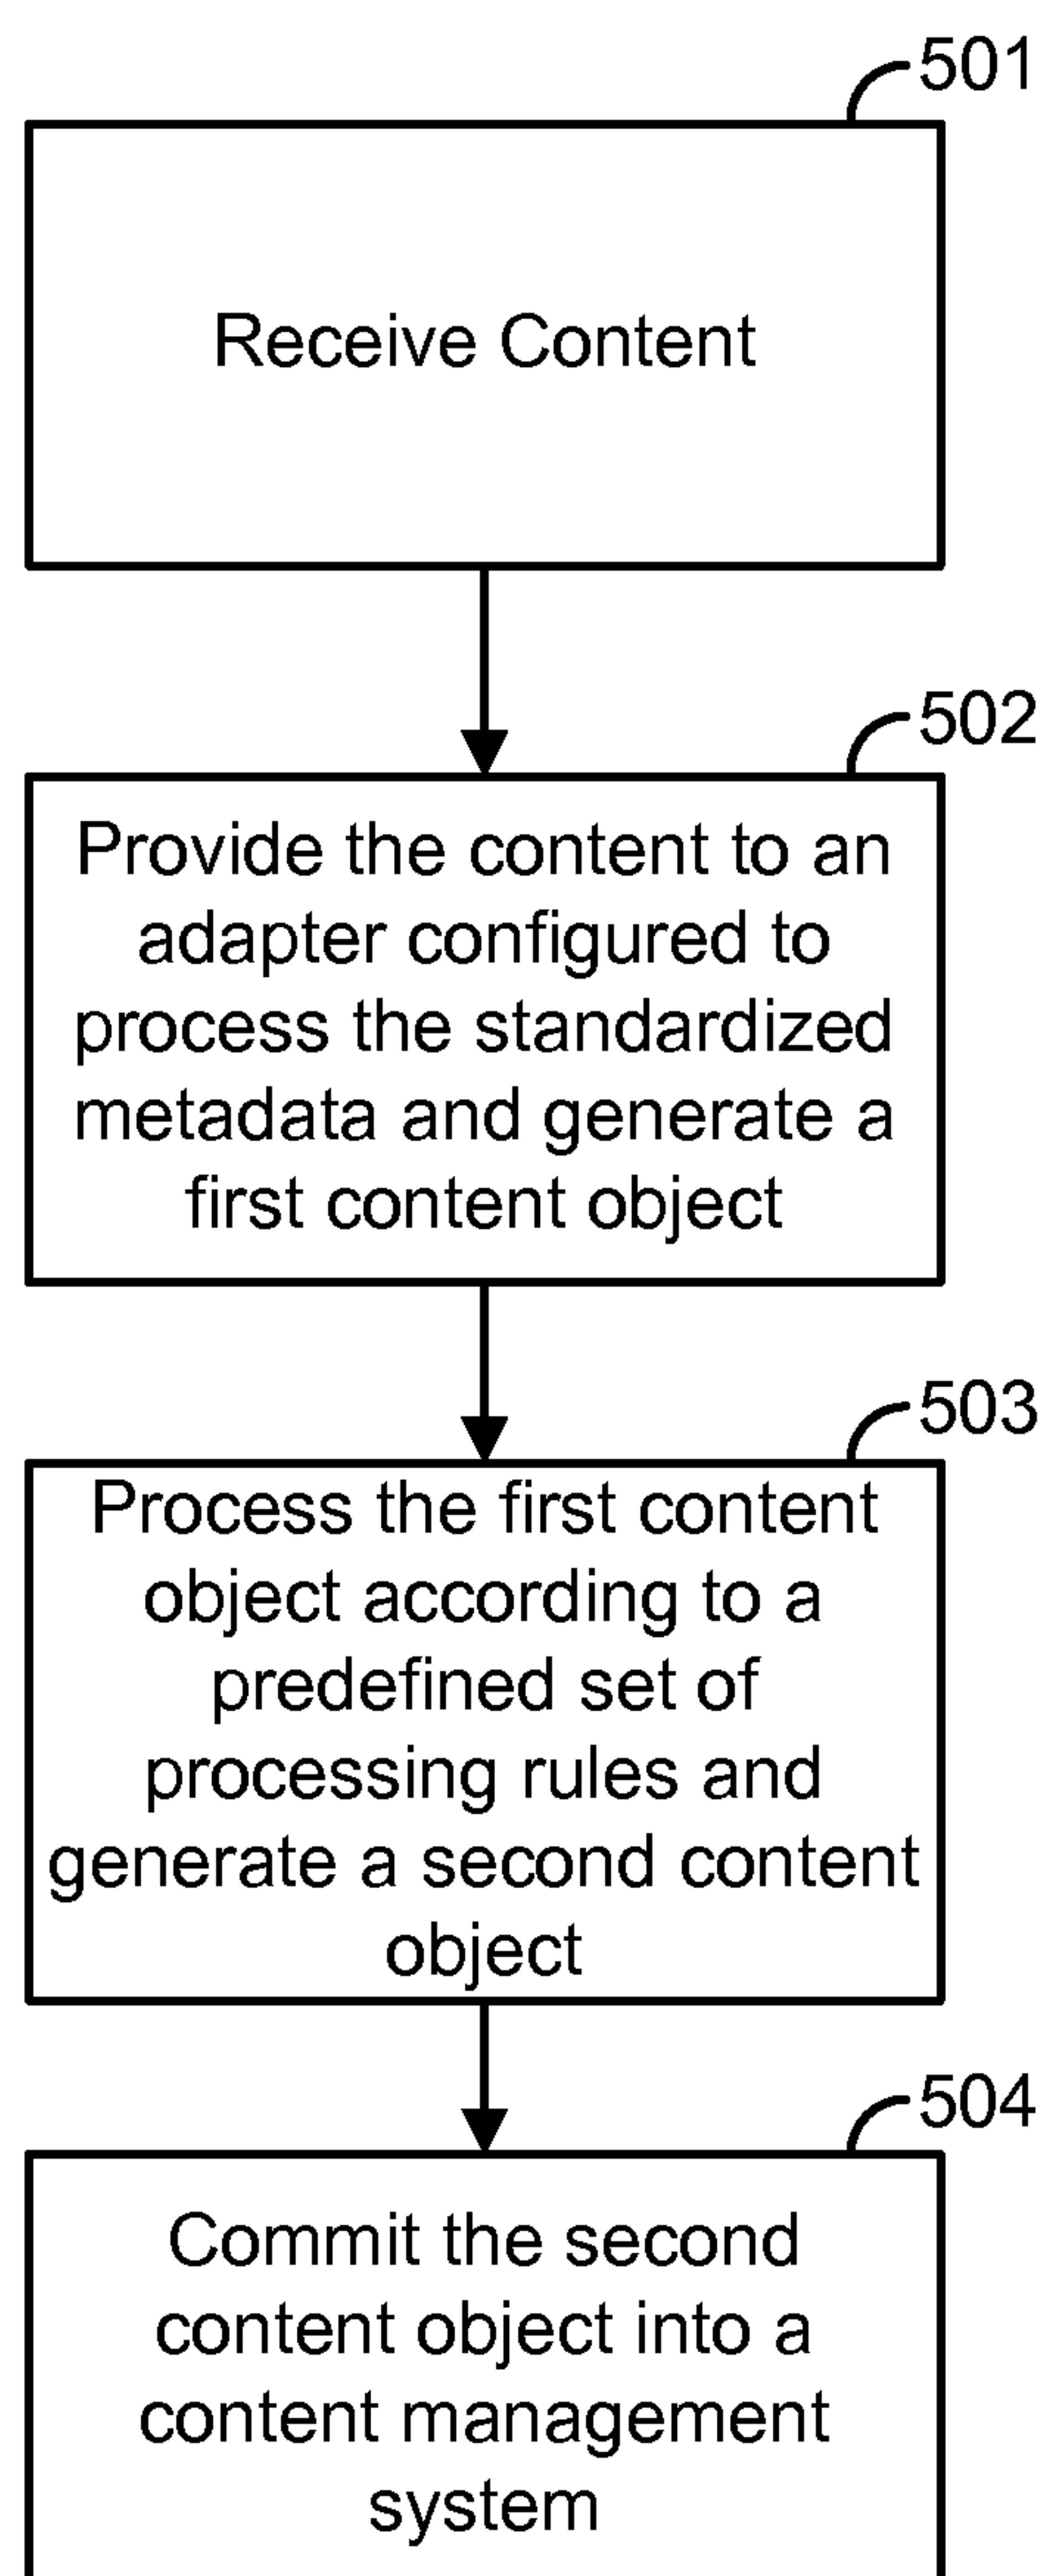 501
Receive Content
502
Provide the content to an
adapter configured to
process the standardized
metadata and generate a
first content object
503
Process the first content
object according to a
predefined set of
processing rules and
generate a second content
object
504
Commit the second
content object into a
content management
system